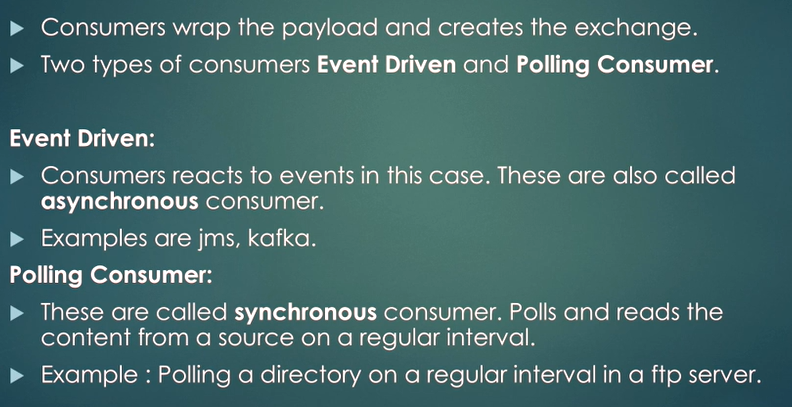 Consumers wrap the payload and creates the exchange.
Two types of consumers Event Driven and Polling Consumer.
Event Driven:
Consumers reacts to events in this case. These are also called
asynchronous consumer.
Examples are jms, kafka.
Polling Consumer:
These are called synchronous consumer. Polls and reads the
content from a source on a regular interval.
Example : Polling a directory on a regular interval in a ftp server.